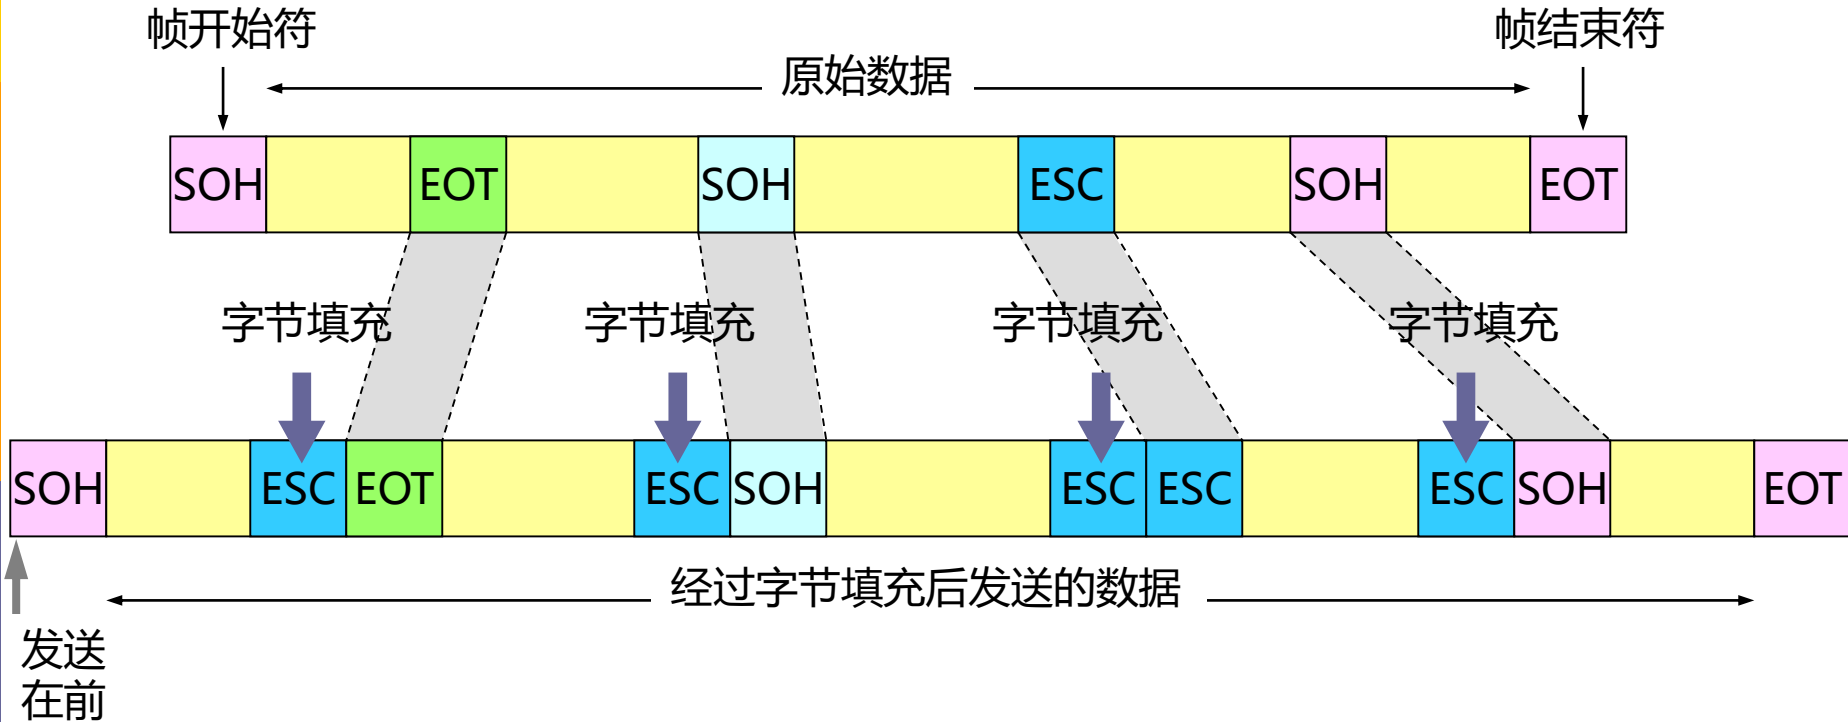 帧开始符
帧结束符
原始数据
SOH EOT SOH ESC SOH EOT
字节填充 字节填充 字节填充 字节填充
SOH ESC EOT ESC SOH ESC ESC ESC SOH EOT
经过字节填充后发送的数据
发送
在前